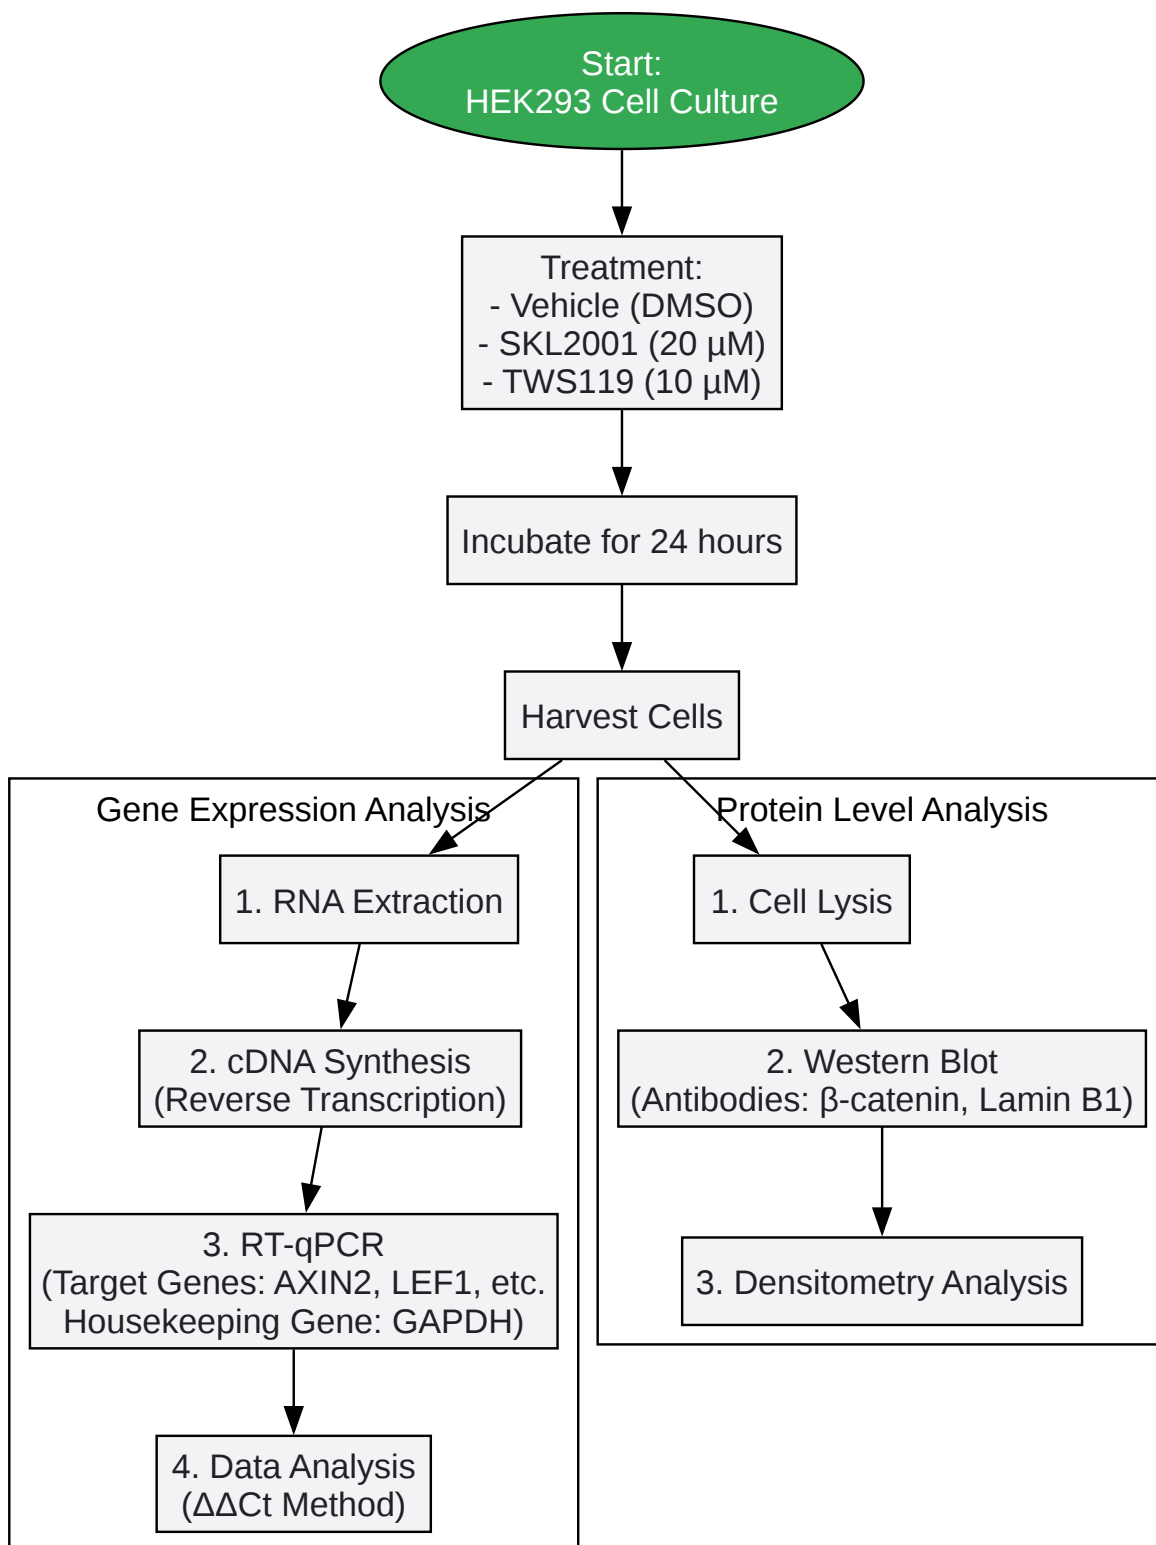 Start:
HEK293 Cell Culture
Treatment:
- Vehicle (DMSO)
- SKL2001 (20 µM)
- TWS119 (10 µM)
Incubate for 24 hours
Harvest Cells
Gene Expression Analysis
1. RNA Extraction
2. cDNA Synthesis
(Reverse Transcription)
3. RT-qPCR
(Target Genes: AXIN2, LEF1, etc.
Housekeeping Gene: GAPDH)
4. Data Analysis
(ΔΔCt Method)
Protein Level Analysis
1. Cell Lysis
2. Western Blot
(Antibodies: β-catenin, Lamin B1)
3. Densitometry Analysis